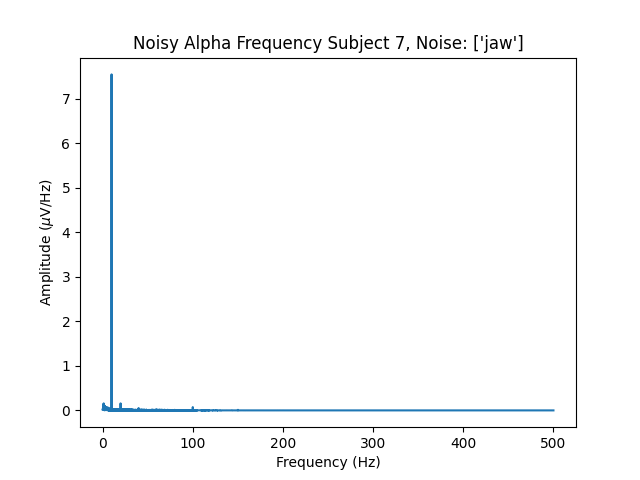 Noisy Alpha Frequency Subject 7, Noise: ['jaw']
Amplitude (μV/Hz)
7
6
5
4
3
2
1
0
0 100 200 300 400 500
Frequency (Hz)